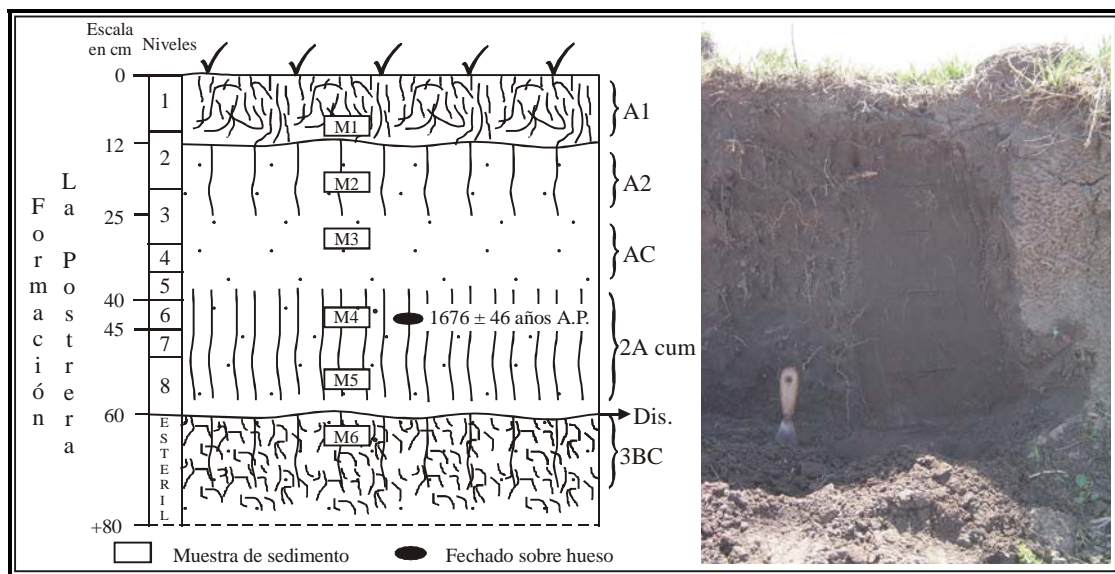 Escala
en cm
Niveles
0
12
25
40
45
60
+80
Formación
La Postrera
1
2
3
4
5
6
7
8
ESTERIL
M1
M2
M3
M4
1676 ± 46 años A.P.
M5
M6
A1
A2
AC
2A cum
Dis.
3BC
Muestra de sedimento
Fechado sobre hueso